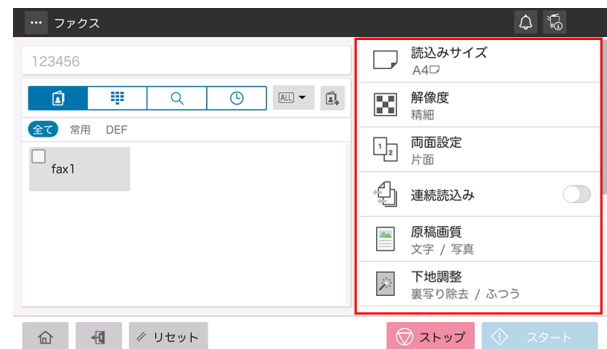 ファクス
123456
ALL
全て 常用 DEF
fax1
読込みサイズ
A4
解像度
精細
1 2
両面設定
片面
連続読込み
原稿画質
文字 / 写真
下地調整
裏写り除去 / ふつう
リセット
ストップ
スタート